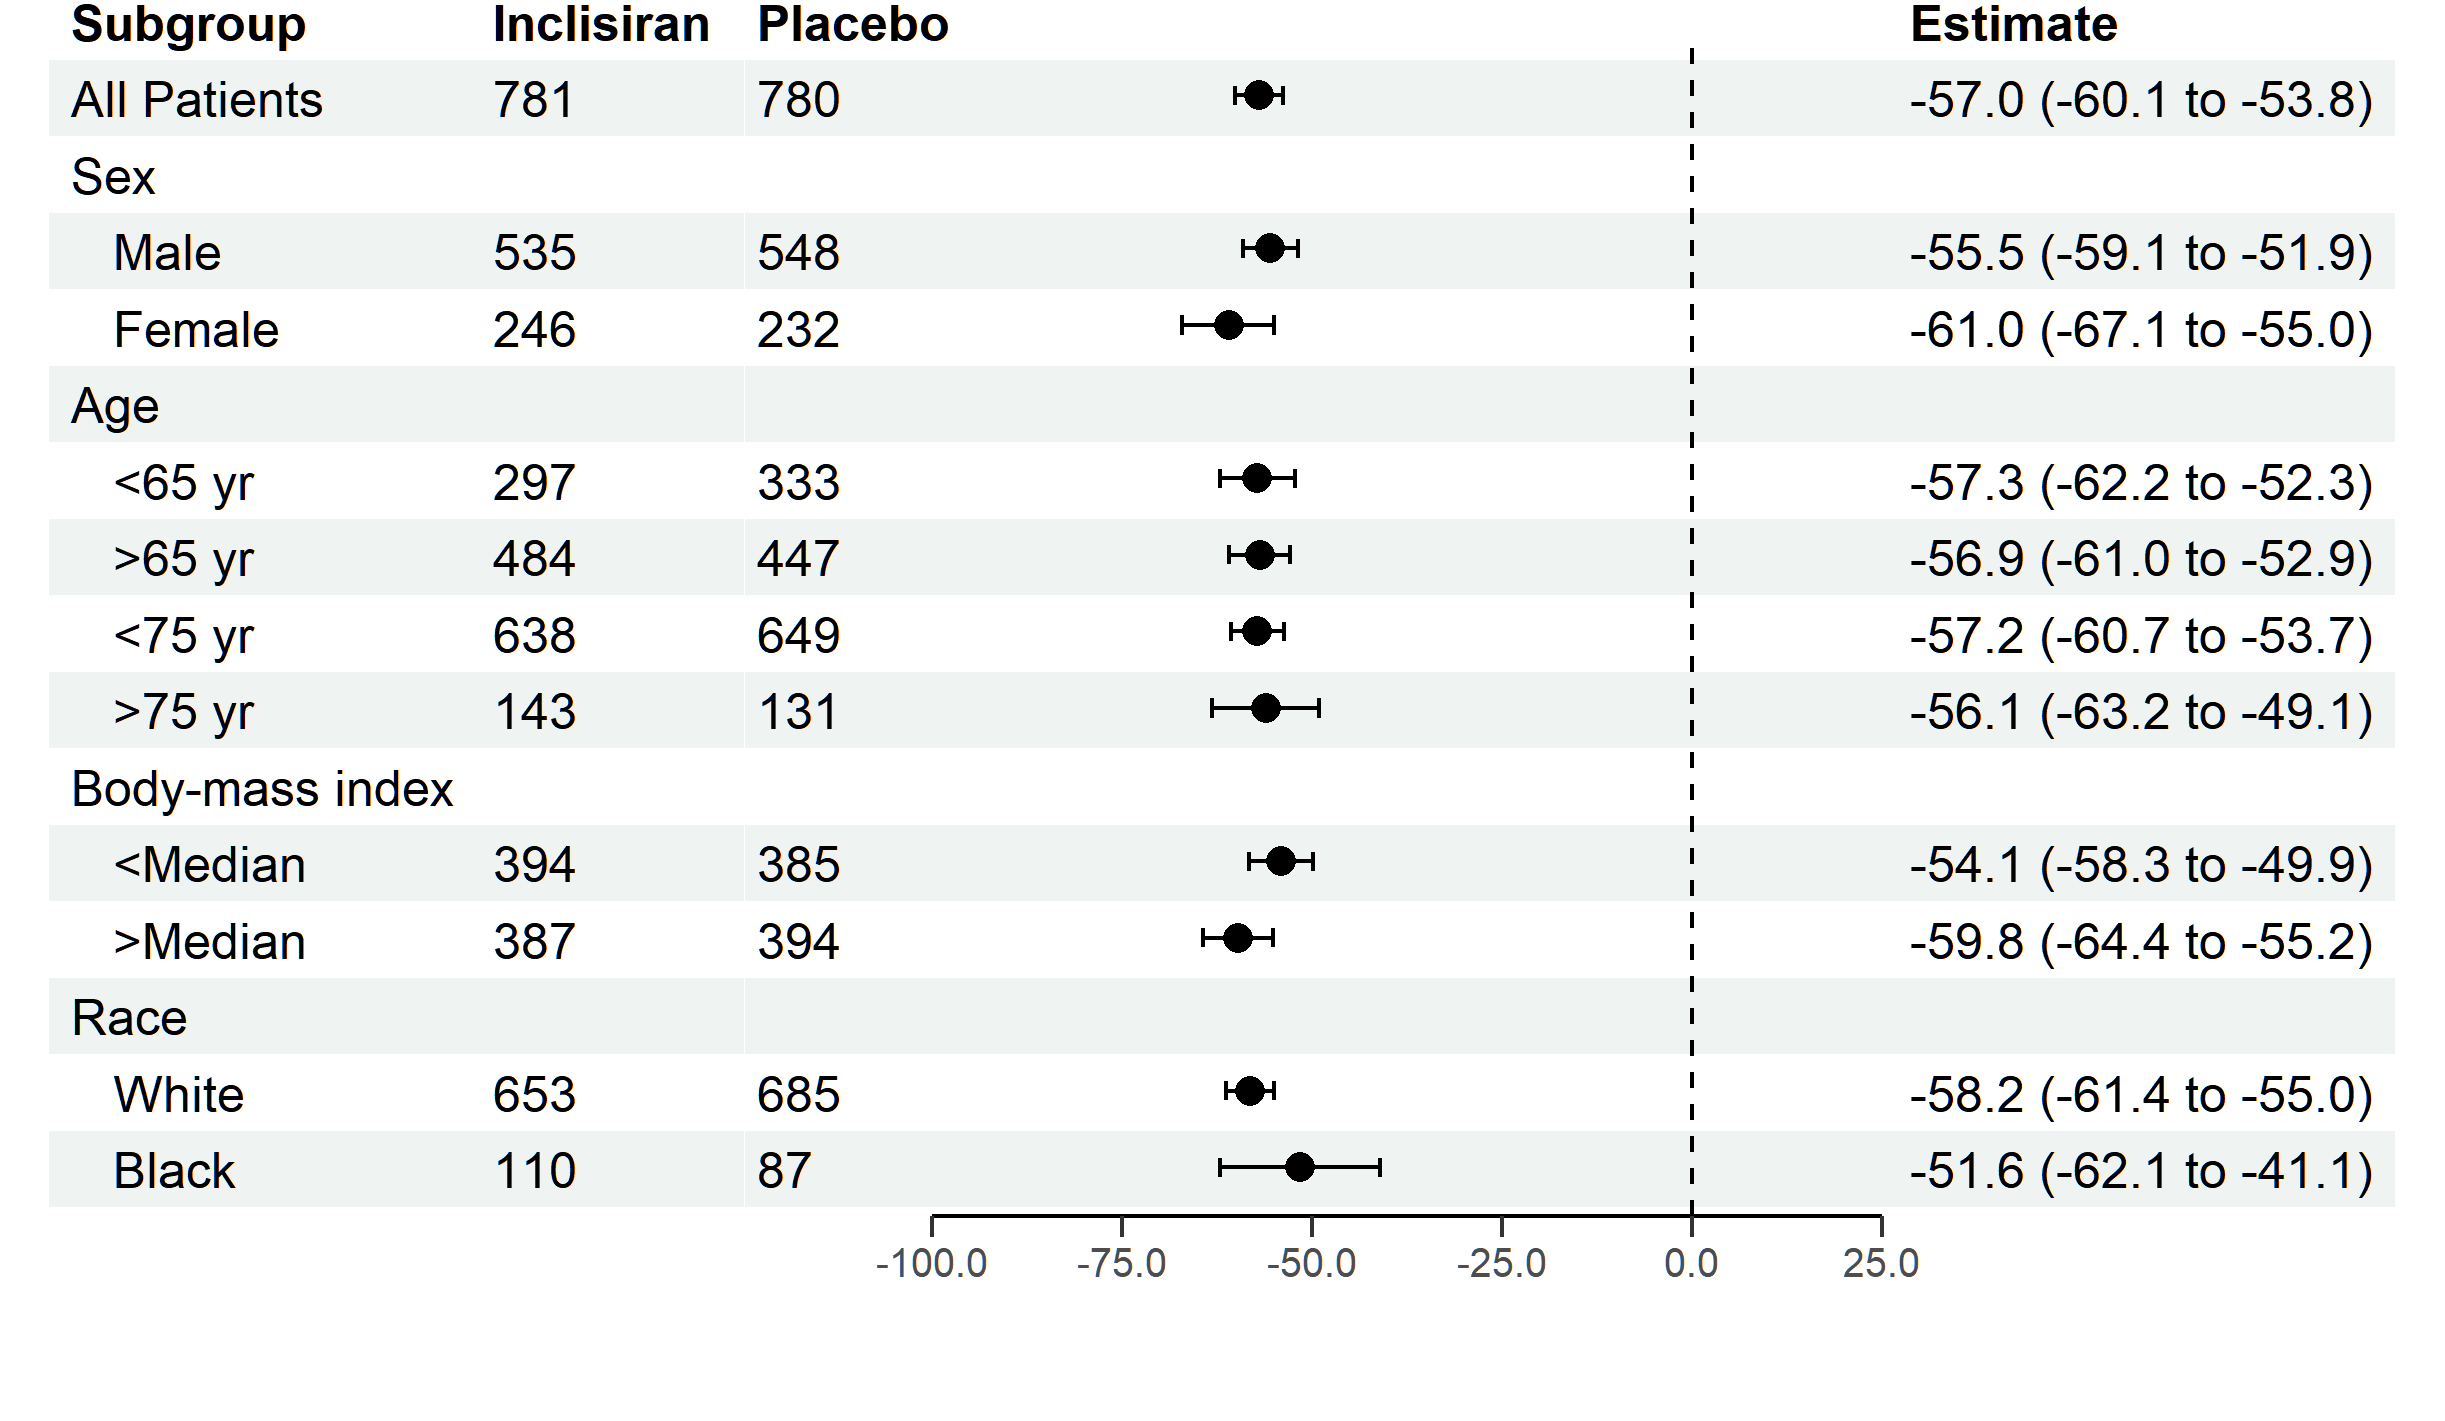 Subgroup Inclisiran Placebo Estimate
All Patients 781 780 -57.0 (-60.1 to -53.8)
Sex
Male 535 548 -55.5 (-59.1 to -51.9)
Female 246 232 -61.0 (-67.1 to -55.0)
Age
<65 yr 297 333 -57.3 (-62.2 to -52.3)
>65 yr 484 447 -56.9 (-61.0 to -52.9)
<75 yr 638 649 -57.2 (-60.7 to -53.7)
>75 yr 143 131 -56.1 (-63.2 to -49.1)
Body-mass index
<Median 394 385 -54.1 (-58.3 to -49.9)
>Median 387 394 -59.8 (-64.4 to -55.2)
Race
White 653 685 -58.2 (-61.4 to -55.0)
Black 110 87 -51.6 (-62.1 to -41.1)
-100.0 -75.0 -50.0 -25.0 0.0 25.0